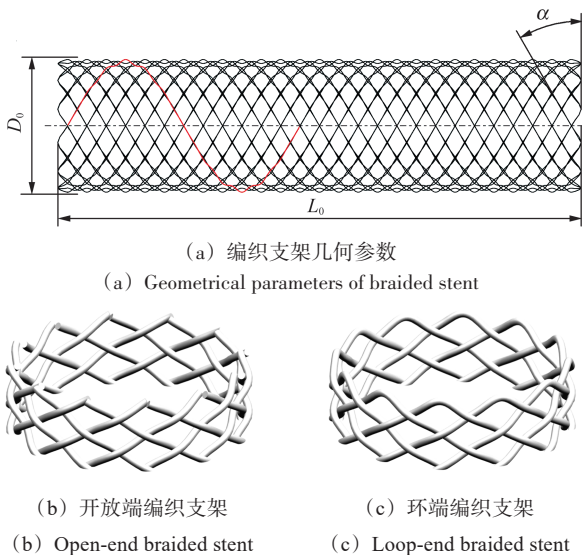 α
D₀
L₀
（a）编织支架几何参数
（a）Geometrical parameters of braided stent
（b）开放端编织支架
（c）环端编织支架
（b）Open-end braided stent
（c）Loop-end braided stent